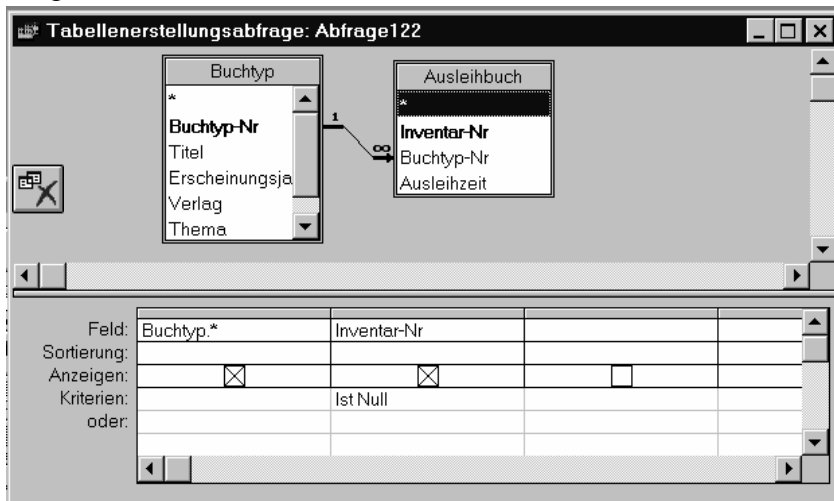 Tabellenerstellungsabfrage: Abfrage122
Buchtyp
*
Buchtyp-Nr
Titel
Erscheinungsja
Verlag
Thema
1
∞
Ausleihbuch
*
Inventar-Nr
Buchtyp-Nr
Ausleihzeit
Feld: Buchtyp.* Inventar-Nr
Sortierung:
Anzeigen:
Kriterien: Ist Null
oder: